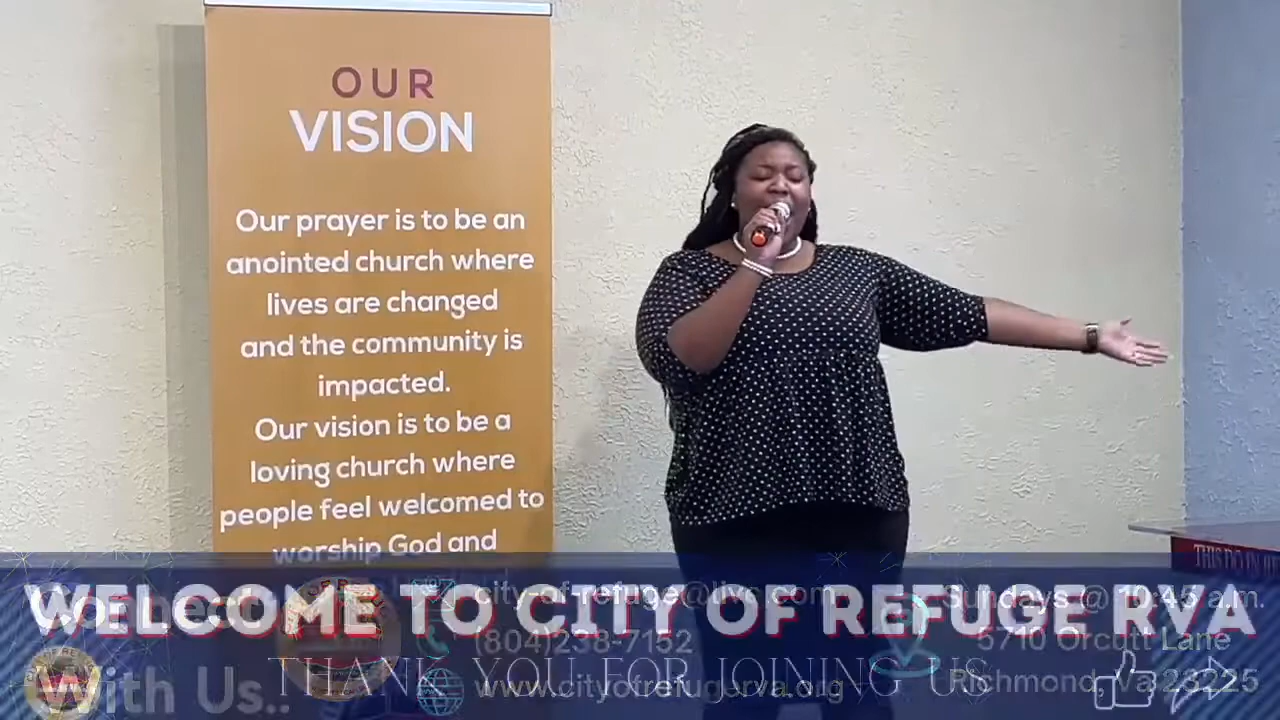 OUR
VISION
Our prayer is to be an
anointed church where
lives are changed
and the community is
impacted.
Our vision is to be a
loving church where
people feel welcomed to
worship God and
THIS DO IN
WELCOME TO CITY OF REFUGE RVA
city-of-refuge@live.com
Sundays @ 10:45 a.m.
(804)238-7152
5710 Orcutt Lane
With Us..
THANK YOU FOR JOINING US
www.cityofrefugerva.org
Richmond, Va 23225